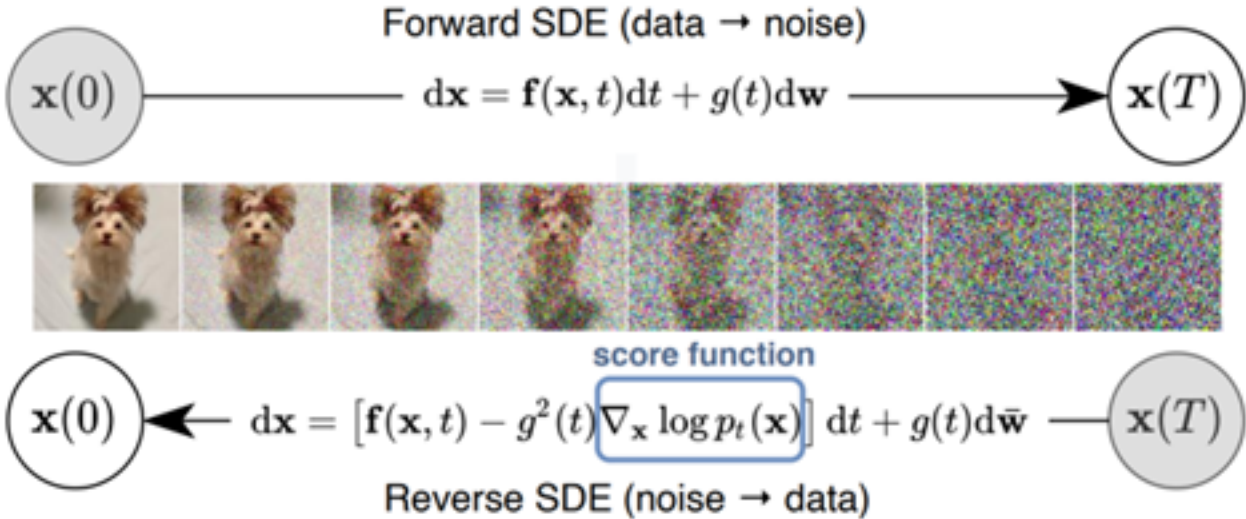 Forward SDE (data → noise)
x(0) dx = f(x, t)dt + g(t)dw x(T)
score function
x(0) dx = [f(x, t) − g²(t)∇ₓ log pₜ(x)] dt + g(t)dw̄ x(T)
Reverse SDE (noise → data)